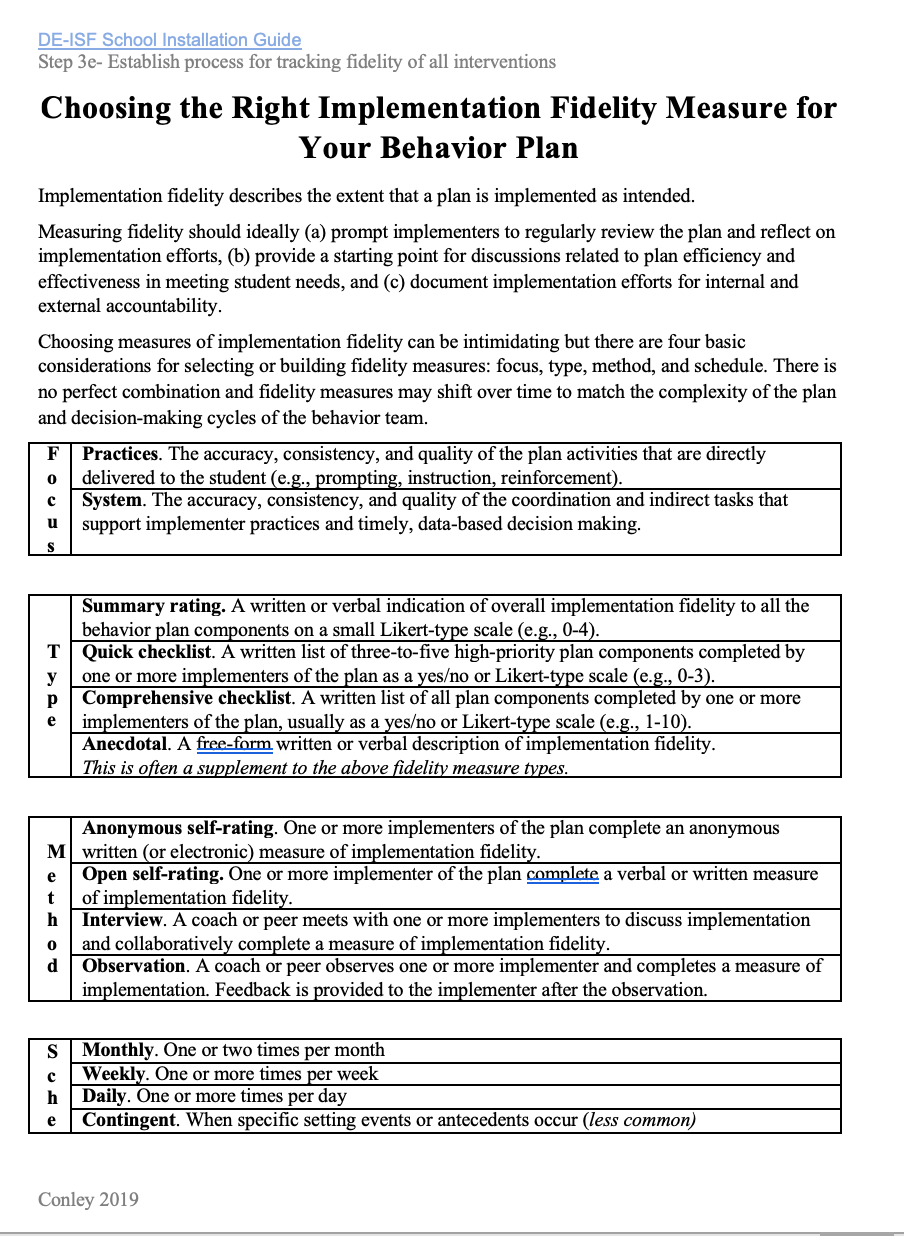 DE-ISF School Installation Guide
Step 3e- Establish process for tracking fidelity of all interventions
Choosing the Right Implementation Fidelity Measure for
Your Behavior Plan
Implementation fidelity describes the extent that a plan is implemented as intended.
Measuring fidelity should ideally (a) prompt implementers to regularly review the plan and reflect on
implementation efforts, (b) provide a starting point for discussions related to plan efficiency and
effectiveness in meeting student needs, and (c) document implementation efforts for internal and
external accountability.
Choosing measures of implementation fidelity can be intimidating but there are four basic
considerations for selecting or building fidelity measures: focus, type, method, and schedule. There is
no perfect combination and fidelity measures may shift over time to match the complexity of the plan
and decision-making cycles of the behavior team.
Focus
Practices. The accuracy, consistency, and quality of the plan activities that are directly
delivered to the student (e.g., prompting, instruction, reinforcement).
System. The accuracy, consistency, and quality of the coordination and indirect tasks that
support implementer practices and timely, data-based decision making.
Type
Summary rating. A written or verbal indication of overall implementation fidelity to all the
behavior plan components on a small Likert-type scale (e.g., 0-4).
Quick checklist. A written list of three-to-five high-priority plan components completed by
one or more implementers of the plan as a yes/no or Likert-type scale (e.g., 0-3).
Comprehensive checklist. A written list of all plan components completed by one or more
implementers of the plan, usually as a yes/no or Likert-type scale (e.g., 1-10).
Anecdotal. A free-form written or verbal description of implementation fidelity.
This is often a supplement to the above fidelity measure types.
Method
Anonymous self-rating. One or more implementers of the plan complete an anonymous
written (or electronic) measure of implementation fidelity.
Open self-rating. One or more implementer of the plan complete a verbal or written measure
of implementation fidelity.
Interview. A coach or peer meets with one or more implementers to discuss implementation
and collaboratively complete a measure of implementation fidelity.
Observation. A coach or peer observes one or more implementer and completes a measure of
implementation. Feedback is provided to the implementer after the observation.
Sche
Monthly. One or two times per month
Weekly. One or more times per week
Daily. One or more times per day
Contingent. When specific setting events or antecedents occur (less common)
Conley 2019